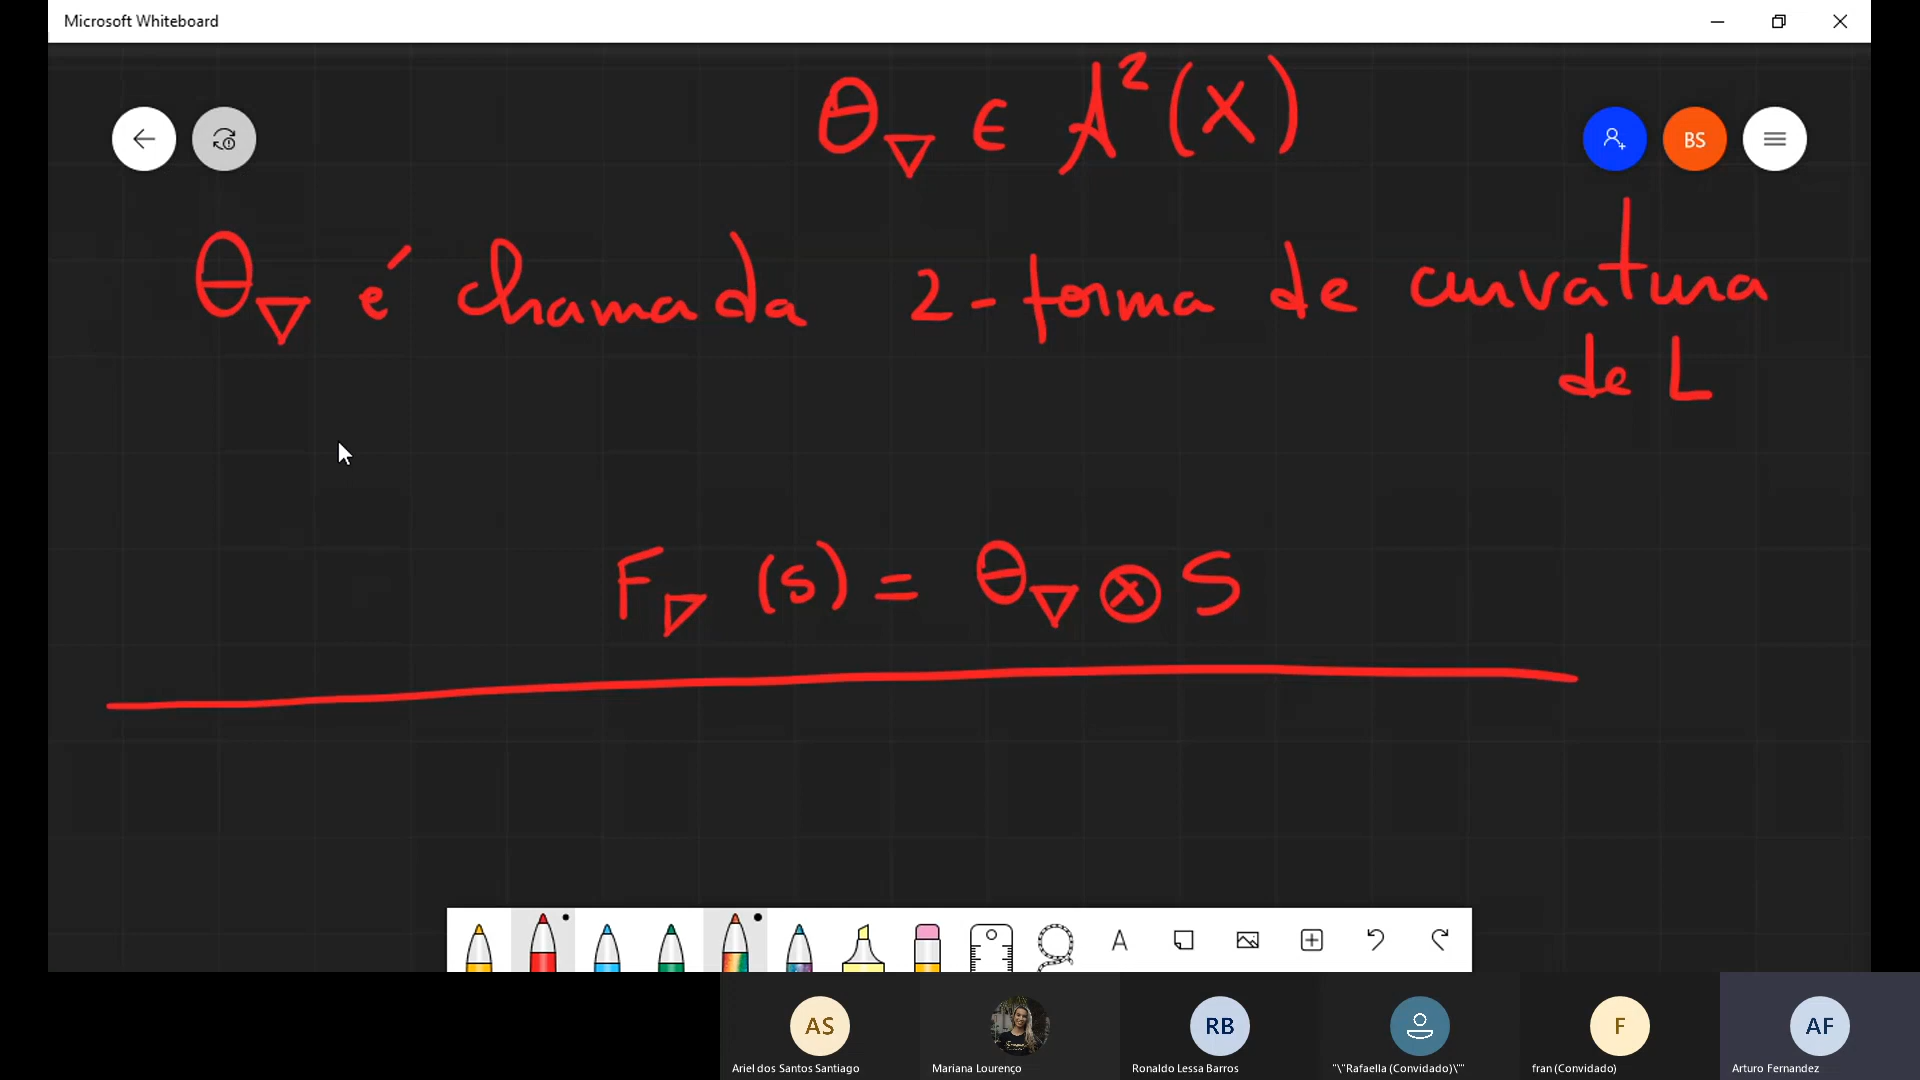 Microsoft Whiteboard
θ∇ ∈ A²(X)
BS
θ∇ é chamada 2-forma de curvatura
de L
F∇ (s) = θ∇ ⊗ S
A
AS
RB
F
AF
Ariel dos Santos Santiago
Mariana Lourenço
Ronaldo Lessa Barros
"\"Rafaella (Convidado)\""
fran (Convidado)
Arturo Fernandez